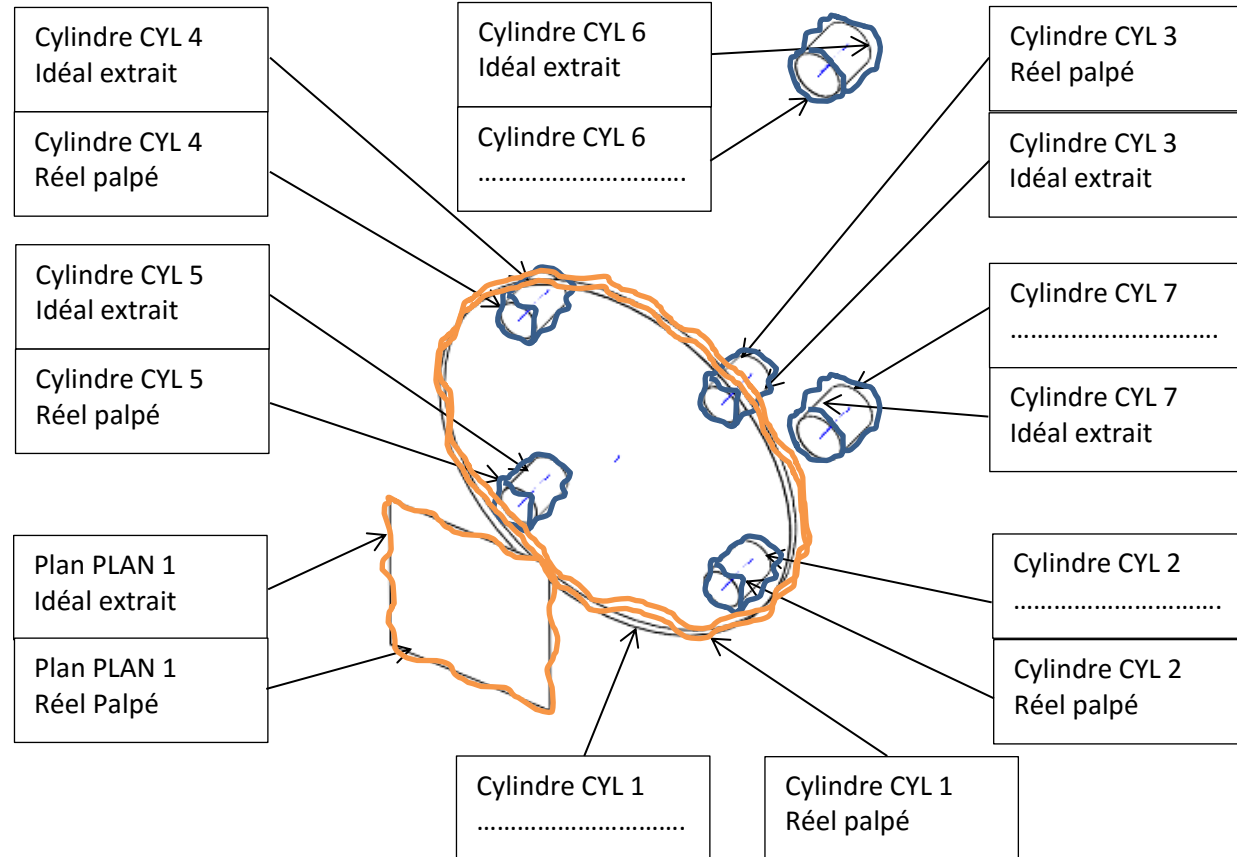 Cylindre CYL 4
Idéal extrait
Cylindre CYL 4
Réel palpé
Cylindre CYL 5
Idéal extrait
Cylindre CYL 5
Réel palpé
Plan PLAN 1
Idéal extrait
Plan PLAN 1
Réel Palpé
Cylindre CYL 6
Idéal extrait
Cylindre CYL 6
…………………………….
Cylindre CYL 3
Réel palpé
Cylindre CYL 3
Idéal extrait
Cylindre CYL 7
…………………………….
Cylindre CYL 7
Idéal extrait
Cylindre CYL 2
…………………………….
Cylindre CYL 2
Réel palpé
Cylindre CYL 1
…………………………….
Cylindre CYL 1
Réel palpé